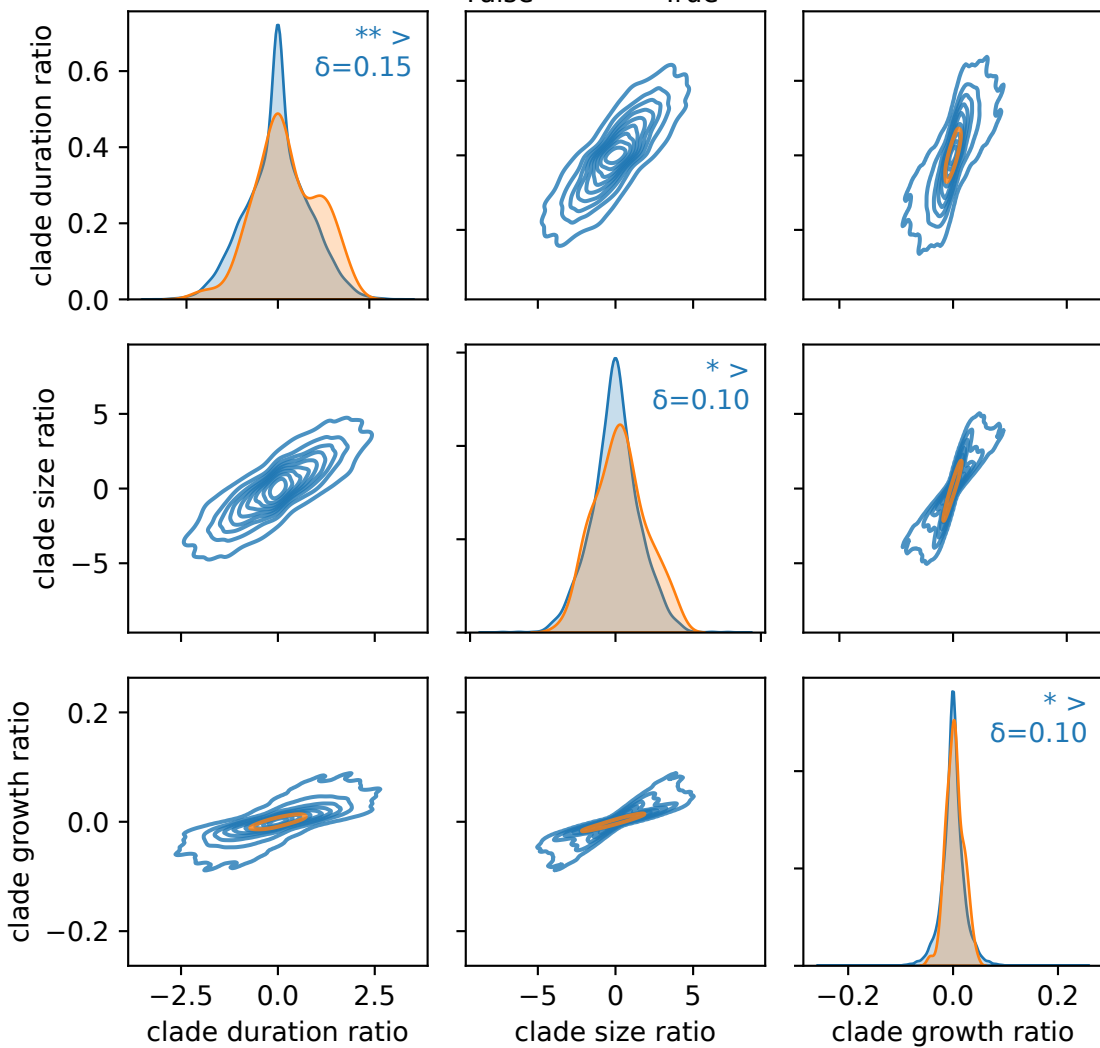 clade duration ratio
0.6
0.4
0.2
0.0
** >
δ=0.15
clade size ratio
5
0
−5
* >
δ=0.10
clade growth ratio
0.2
0.0
−0.2
* >
δ=0.10
−2.5 0.0 2.5
−5 0 5
−0.2 0.0 0.2
clade duration ratio
clade size ratio
clade growth ratio